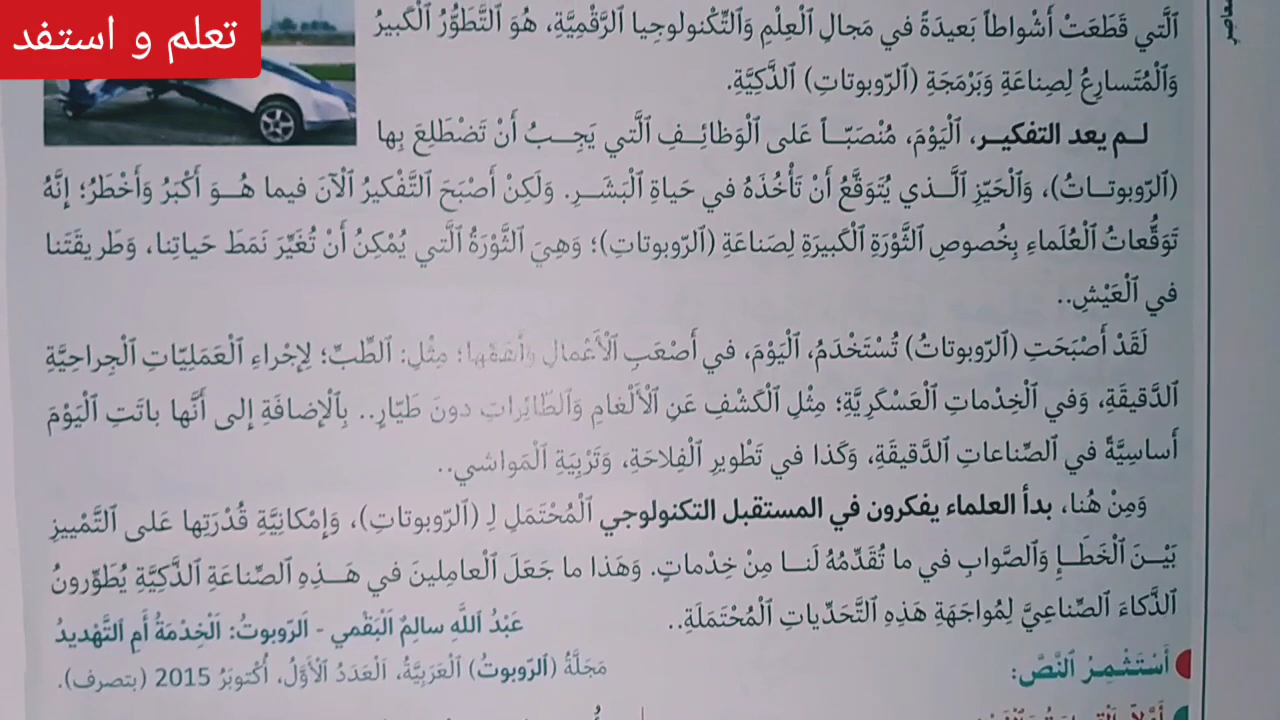 تعلم و استفد
ٱلَّتي قَطَعَتْ أَشْواطاً بَعيدَةً في مَجالِ ٱلْعِلْمِ وَٱلتِّكْنولوجِيا ٱلرَّقْمِيَّةِ، هُوَ ٱلتَّطَوُّرُ ٱلْكَبيرُ
وَٱلْمُتَسارِعُ لِصِناعَةِ وَبَرْمَجَةِ (ٱلرّوبوتاتِ) ٱلذَّكِيَّةِ.
لـم يعد التفكيـر، ٱلْيَوْمَ، مُنْصَبّـاً عَلى ٱلْوَظائِـفِ ٱلَّتي يَجِـبُ أَنْ تَضْطَلِعَ بِها
(ٱلرّوبوتـاتُ)، وَٱلْحَيّزِ ٱلَّـذي يُتَوَقَّعُ أَنْ تَأْخُذَهُ في حَياةِ ٱلْبَشَـرِ. وَلَكِنْ أَصْبَحَ ٱلتَّفْكيرُ ٱلْآنَ فيما هُـوَ أَكْبَرُ وَأَخْطَرُ؛ إِنَّهُ
تَوَقُّعاتُ ٱلْعُلَماءِ بِخُصوصِ ٱلثَّوْرَةِ ٱلْكَبيرَةِ لِصَناعَةِ (ٱلرّوبوتاتِ)؛ وَهِيَ ٱلثَّوْرَةُ ٱلَّتي يُمْكِنُ أَنْ تُغَيِّرَ نَمَطَ حَياتِنا، وَطَريقَتَنا
في ٱلْعَيْشِ..
لَقَدْ أَصْبَحَتِ (ٱلرّوبوتاتُ) تُسْتَخْدَمُ، ٱلْيَوْمَ، في أَصْعَبِ ٱلْأَعْمالِ وَأَهَمِّها؛ مِثْلِ: ٱلطِّبِّ؛ لِإِجْراءِ ٱلْعَمَلِيّاتِ ٱلْجِراحِيَّةِ
ٱلدَّقيقَةِ، وَفي ٱلْخِدْماتِ ٱلْعَسْكَرِيَّةِ؛ مِثْلِ ٱلْكَشْفِ عَنِ ٱلْأَلْغامِ وَٱلطّائِراتِ دونَ طَيّارٍ.. بِٱلْإِضافَةِ إِلى أَنَّها باتَتِ ٱلْيَوْمَ
أَساسِيَّةً في ٱلصِّناعاتِ ٱلدَّقيقَةِ، وَكَذا في تَطْويرِ ٱلْفِلاحَةِ، وَتَرْبِيَةِ ٱلْمَواشي..
وَمِنْ هُنا، بدأ العلماء يفكرون في المستقبل التكنولوجي ٱلْمُحْتَمَلِ لِـ (ٱلرّوبوتاتِ)، وَإِمْكانِيَّةِ قُدْرَتِها عَلى ٱلتَّمْييزِ
بَيْـنَ ٱلْخَطَـإِ وَٱلصَّوابِ في ما تُقَدِّمُهُ لَنـا مِنْ خِدْماتٍ. وَهَذا ما جَعَلَ ٱلْعامِلينَ في هَـذِهِ ٱلصِّناعَةِ ٱلذَّكِيَّةِ يُطَوِّرونُ
ٱلذَّكاءَ ٱلصِّناعِيَّ لِمُواجَهَةِ هَذِهِ ٱلتَّحَدِّياتِ ٱلْمُحْتَمَلَةِ..
عَبْدُ ٱللَّهِ سالِمٌ ٱلْبَقْمي - ٱلرّوبوتُ: ٱلْخِدْمَةُ أَمِ ٱلتَّهْديدُ
مَجَلَّةُ (ٱلرّوبوتُ) ٱلْعَرَبِيَّةُ، ٱلْعَدَدُ ٱلْأَوَّلُ، أُكْتوبَرُ 2015 (بتصرف).
أَسْتَثْمِـرُ ٱلنَّصَّ: